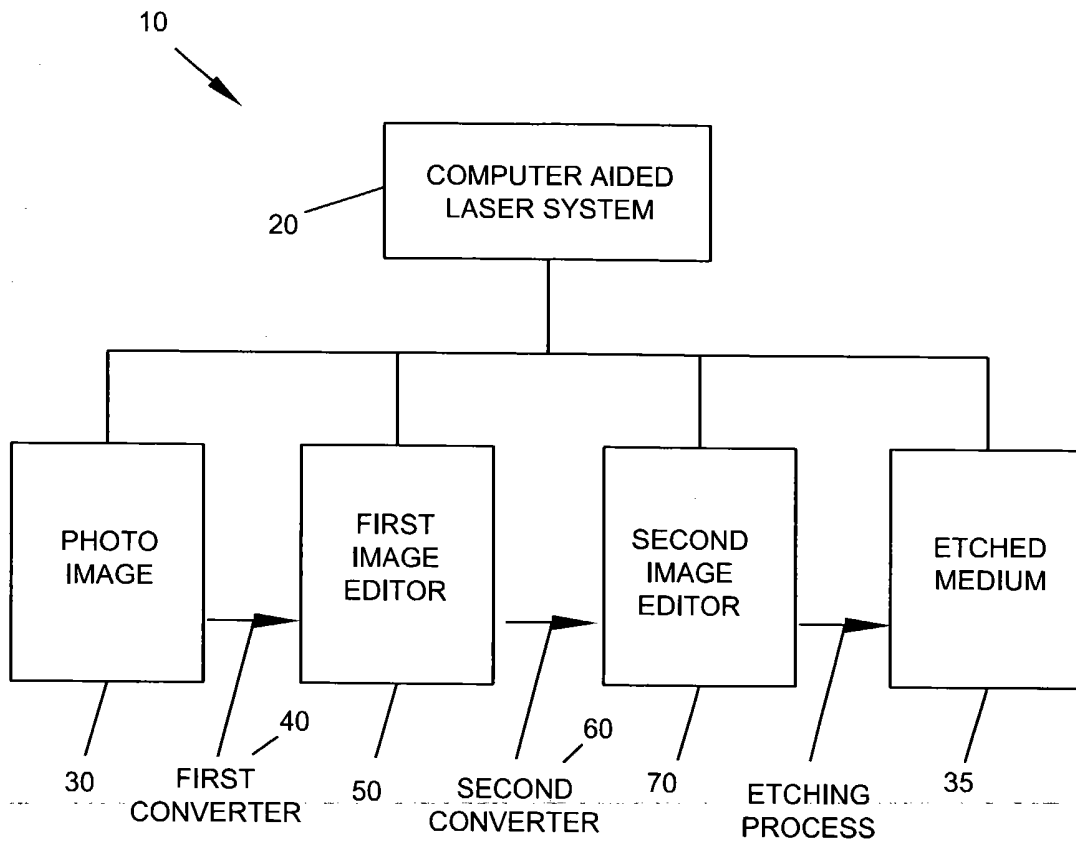 10
COMPUTER AIDED
LASER SYSTEM
20
PHOTO
IMAGE
FIRST
IMAGE
EDITOR
SECOND
IMAGE
EDITOR
ETCHED
MEDIUM
30
40
FIRST
CONVERTER
50
60
SECOND
CONVERTER
70
ETCHING
PROCESS
35